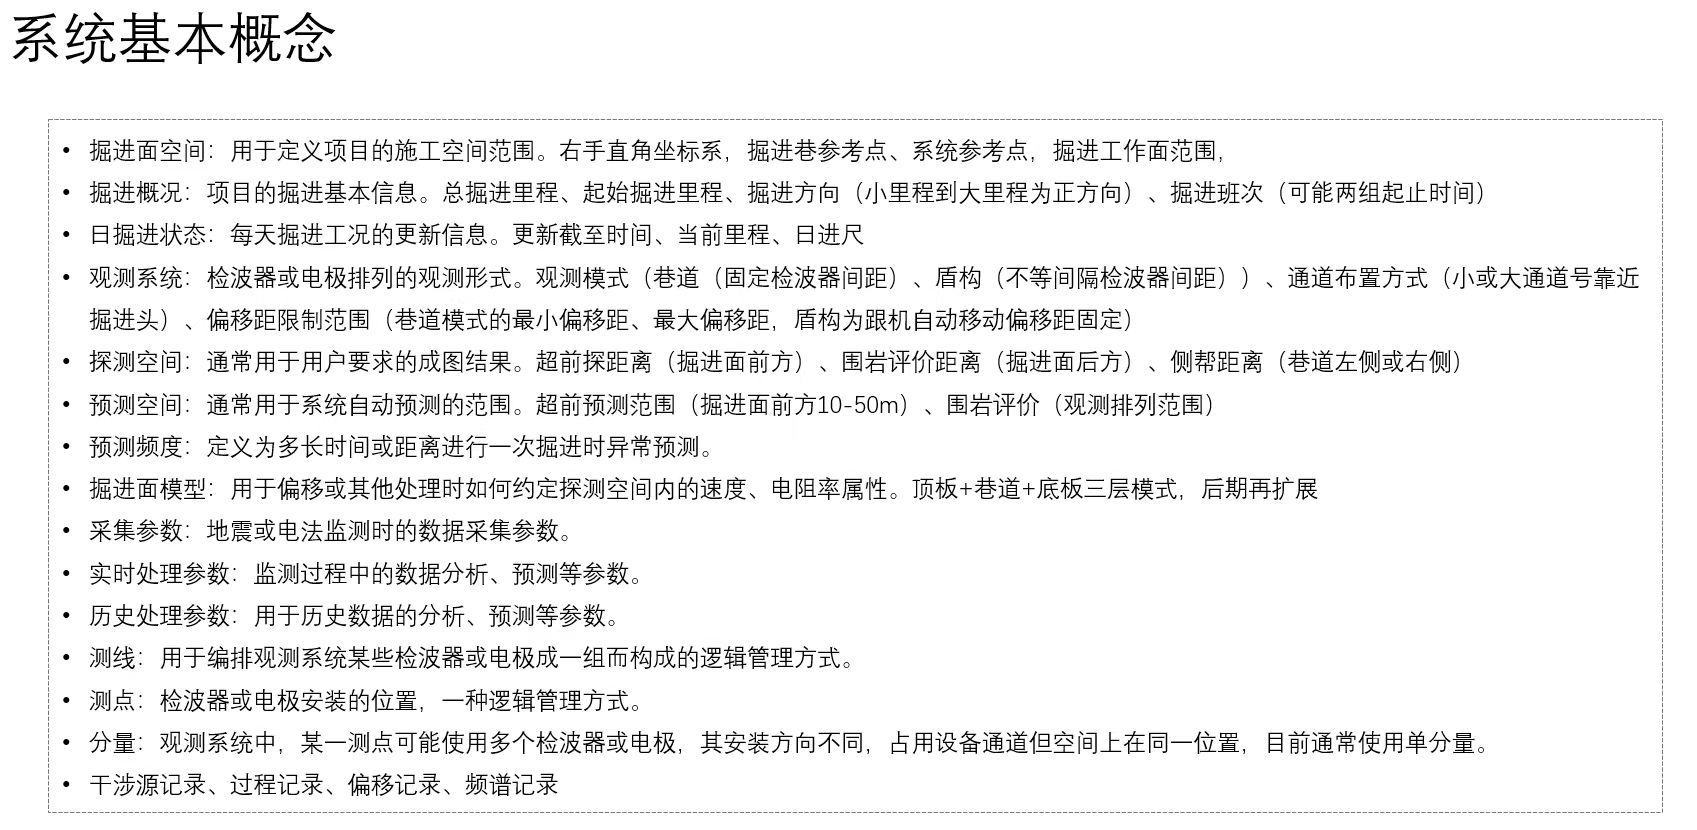 系统基本概念
• 掘进面空间：用于定义项目的施工空间范围。右手直角坐标系，掘进巷参考点、系统参考点，掘进工作面范围，
• 掘进概况：项目的掘进基本信息。总掘进里程、起始掘进里程、掘进方向（小里程到大里程为正方向）、掘进班次（可能两组起止时间）
• 日掘进状态：每天掘进工况的更新信息。更新截至时间、当前里程、日进尺
• 观测系统：检波器或电极排列的观测形式。观测模式（巷道（固定检波器间距）、盾构（不等间隔检波器间距））、通道布置方式（小或大通道号靠近
掘进头）、偏移距限制范围（巷道模式的最小偏移距、最大偏移距，盾构为跟机自动移动偏移距固定）
• 探测空间：通常用于用户要求的成图结果。超前探距离（掘进面前方）、围岩评价距离（掘进面后方）、侧帮距离（巷道左侧或右侧）
• 预测空间：通常用于系统自动预测的范围。超前预测范围（掘进面前方10-50m）、围岩评价（观测排列范围）
• 预测频度：定义为多长时间或距离进行一次掘进时异常预测。
• 掘进面模型：用于偏移或其他处理时如何约定探测空间内的速度、电阻率属性。顶板+巷道+底板三层模式，后期再扩展
• 采集参数：地震或电法监测时的数据采集参数。
• 实时处理参数：监测过程中的数据分析、预测等参数。
• 历史处理参数：用于历史数据的分析、预测等参数。
• 测线：用于编排观测系统某些检波器或电极成一组而构成的逻辑管理方式。
• 测点：检波器或电极安装的位置，一种逻辑管理方式。
• 分量：观测系统中，某一测点可能使用多个检波器或电极，其安装方向不同，占用设备通道但空间上在同一位置，目前通常使用单分量。
• 干涉源记录、过程记录、偏移记录、频谱记录